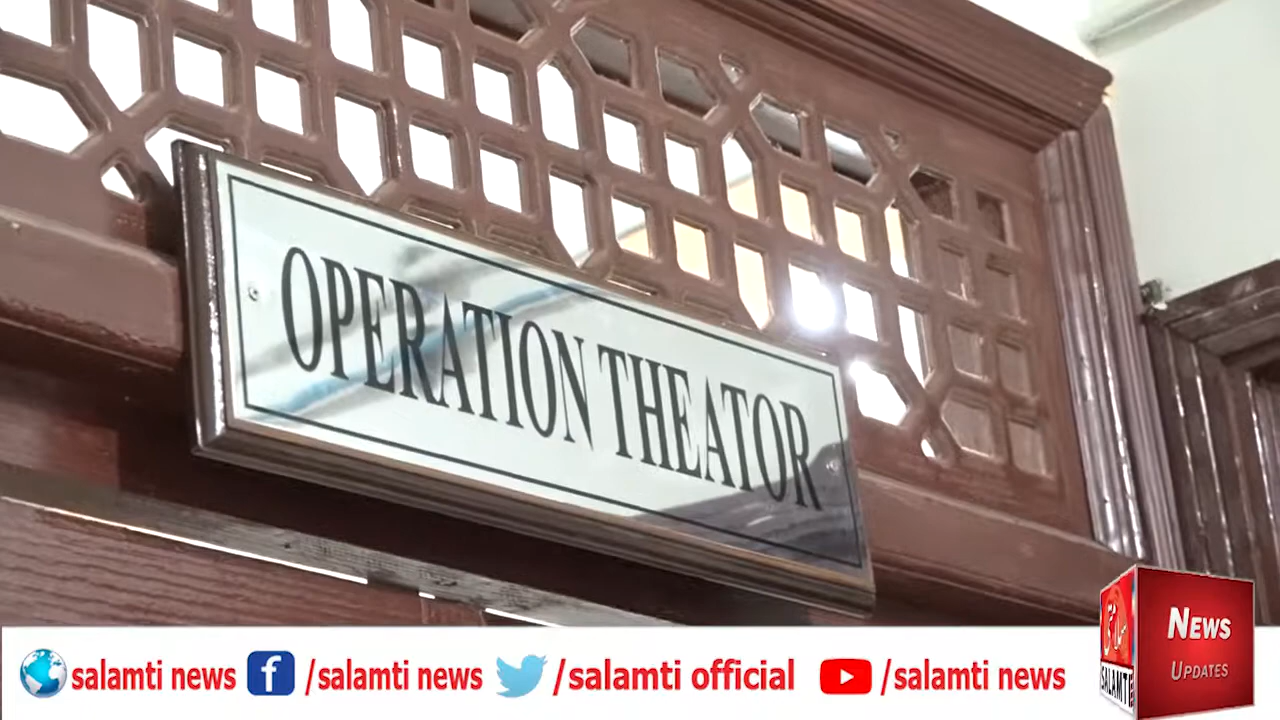 OPERATION THEATOR
salamti news /salamti news /salamti official /salamti news
NEWS
UPDATES
SALAMTI